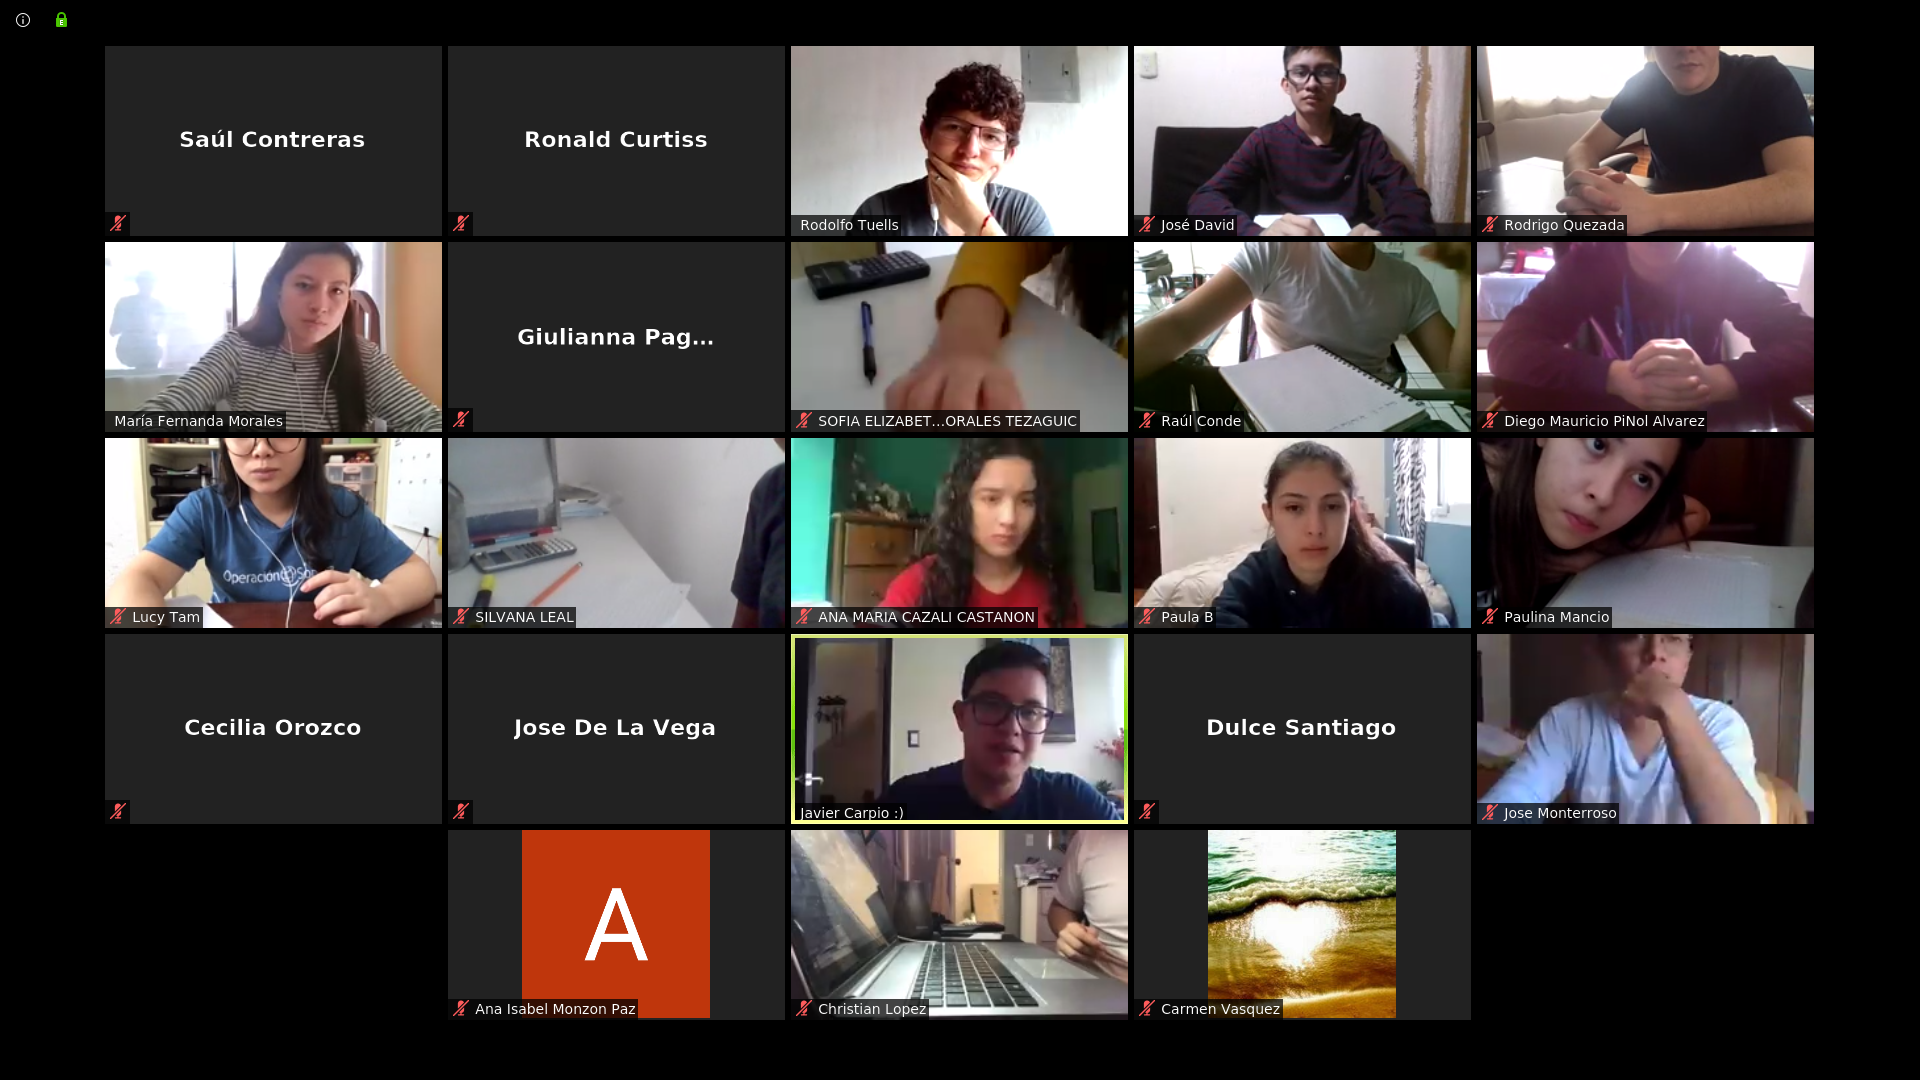 Saúl Contreras
Ronald Curtiss
Rodolfo Tuells
José David
Rodrigo Quezada
María Fernanda Morales
Giulianna Pag...
SOFIA ELIZABET...ORALES TEZAGUIC
Raúl Conde
Diego Mauricio PiNol Alvarez
Lucy Tam
Operación
SILVANA LEAL
ANA MARIA CAZALI CASTANON
Paula B
Paulina Mancio
Cecilia Orozco
Jose De La Vega
Javier Carpio :)
Dulce Santiago
Jose Monterroso
A
Ana Isabel Monzon Paz
Christian Lopez
Carmen Vasquez